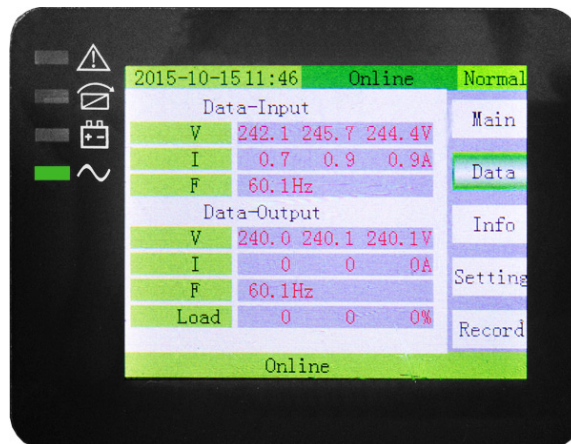 2015-10-15 11:46 Online Normal
Data-Input
V 242.1 245.7 244.4V
I 0.7 0.9 0.9A
F 60.1Hz
Data-Output
V 240.0 240.1 240.1V
I 0 0 0A
F 60.1Hz
Load 0 0 0%
Main
Data
Info
Setting
Record
Online